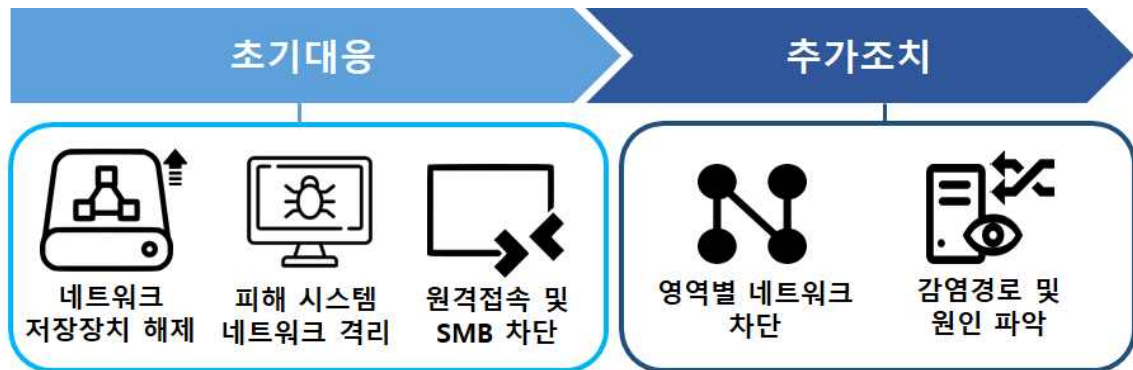 초기대응
추가조치
네트워크
저장장치 해제
피해 시스템
네트워크 격리
원격접속 및
SMB 차단
영역별 네트워크
차단
감염경로 및
원인 파악